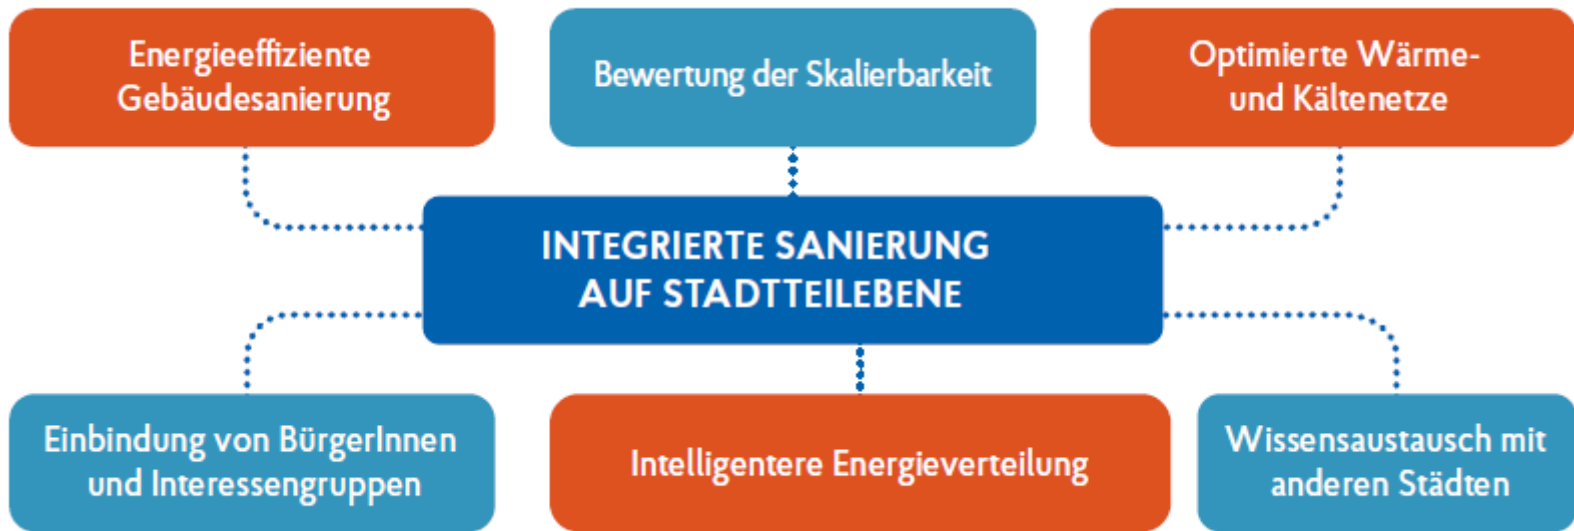 Energieeffiziente
Gebäudesanierung
Bewertung der Skalierbarkeit
Optimierte Wärme-
und Kältenetze
INTEGRIERTE SANIERUNG
AUF STADTTEILEBENE
Einbindung von BürgerInnen
und Interessengruppen
Intelligentere Energieverteilung
Wissensaustausch mit
anderen Städten